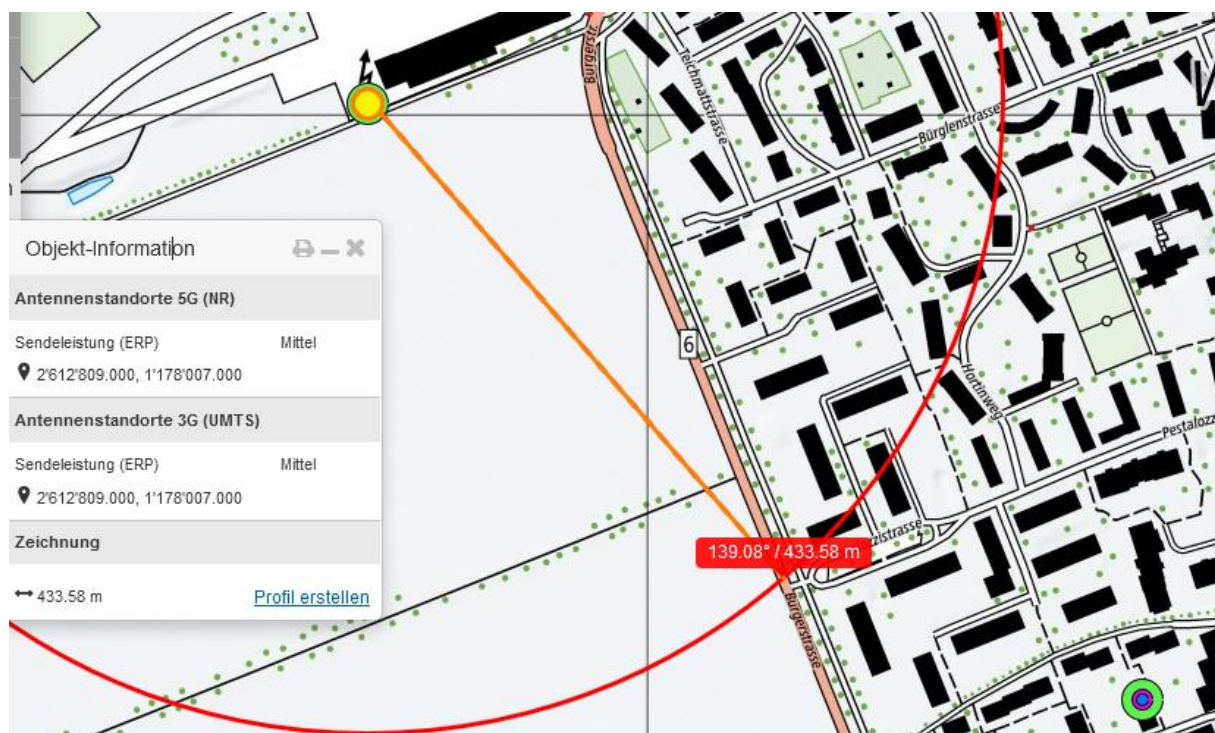 Bürgerstr.
Teichmattstrasse
Bürglenstrasse
Objekt-Information
Antennenstandorte 5G (NR)
Sendeleistung (ERP) Mittel
2'612'809.000, 1'178'007.000
Antennenstandorte 3G (UMTS)
Sendeleistung (ERP) Mittel
2'612'809.000, 1'178'007.000
Zeichnung
433.58 m Profil erstellen
6
Hortinweg
Pestalozz
zistrasse
139.08° / 433.58 m
Burgerstrasse